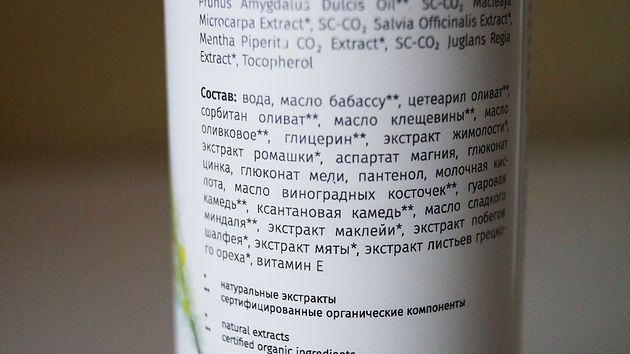 Prunus Amygdalus Dulcis Oil**, SC-CO₂ Macleaya
Microcarpa Extract*, SC-CO₂ Salvia Officinalis Extract*,
Mentha Piperita CO₂ Extract*, SC-CO₂ Juglans Regia
Extract*, Tocopherol
Состав: вода, масло бабассу**, цетеарил оливат**,
сорбитан оливат**, масло клещевины**, масло
оливковое**, глицерин**, экстракт жимолости*,
экстракт ромашки*, аспартат магния, глюконат
цинка, глюконат меди, пантенол, молочная кис-
лота, масло виноградных косточек**, гуаровая
камедь**, ксантановая камедь**, масло сладкого
миндаля**, экстракт маклейи*, экстракт побегов
шалфея*, экстракт мяты*, экстракт листьев грецко-
го ореха*, витамин Е
* натуральные экстракты
** сертифицированные органические компоненты
* natural extracts
** certified organic ingredients